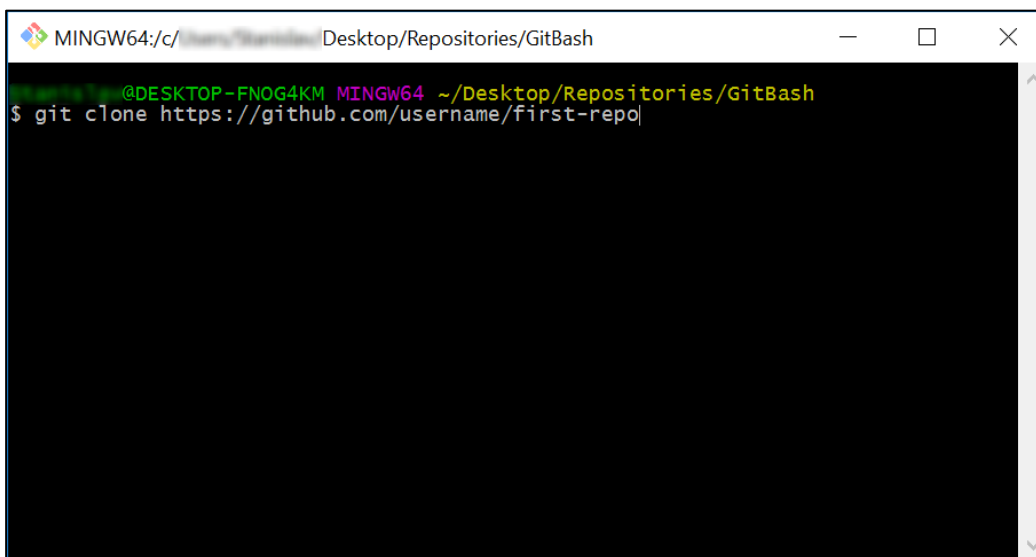 MINGW64:/c/ Desktop/Repositories/GitBash
@DESKTOP-FNOG4KM MINGW64 ~/Desktop/Repositories/GitBash
$ git clone https://github.com/username/first-repo